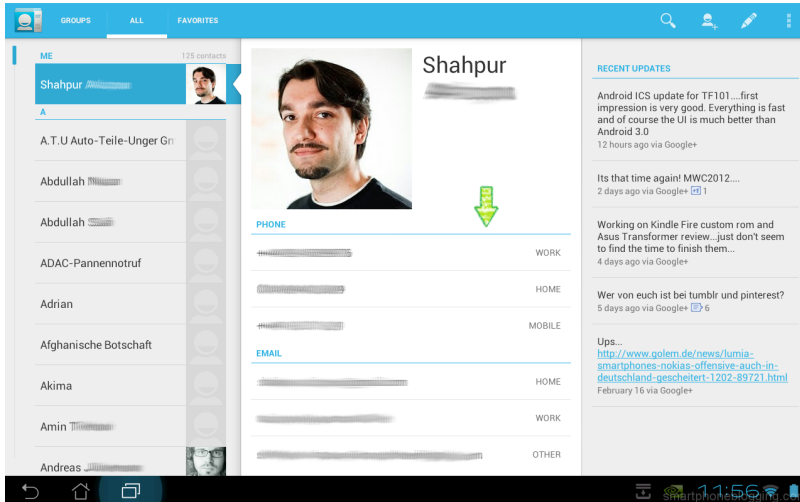 GROUPS
ALL
FAVORITES
ME
125 contacts
Shahpur
A
A.T.U Auto-Teile-Unger Gm
Abdullah
Abdullah
ADAC-Pannennotruf
Adrian
Afghanische Botschaft
Akima
Amin
Andreas
Shahpur
PHONE
WORK
HOME
MOBILE
EMAIL
HOME
WORK
OTHER
RECENT UPDATES
Android ICS update for TF101....first
impression is very good. Everything is fast
and of course the UI is much better than
Android 3.0
12 hours ago via Google+
Its that time again! MWC2012....
2 days ago via Google+ +1 1
Working on Kindle Fire custom rom and
Asus Transformer review...just don't seem
to find the time to finish them...
4 days ago via Google+
Wer von euch ist bei tumblr und pinterest?
5 days ago via Google+ 6
Ups...
http://www.golem.de/news/lumia-
smartphones-nokias-offensive-auch-in-
deutschland-gescheitert-1202-89721.html
February 16 via Google+
11:56
smartphoneblogging.com